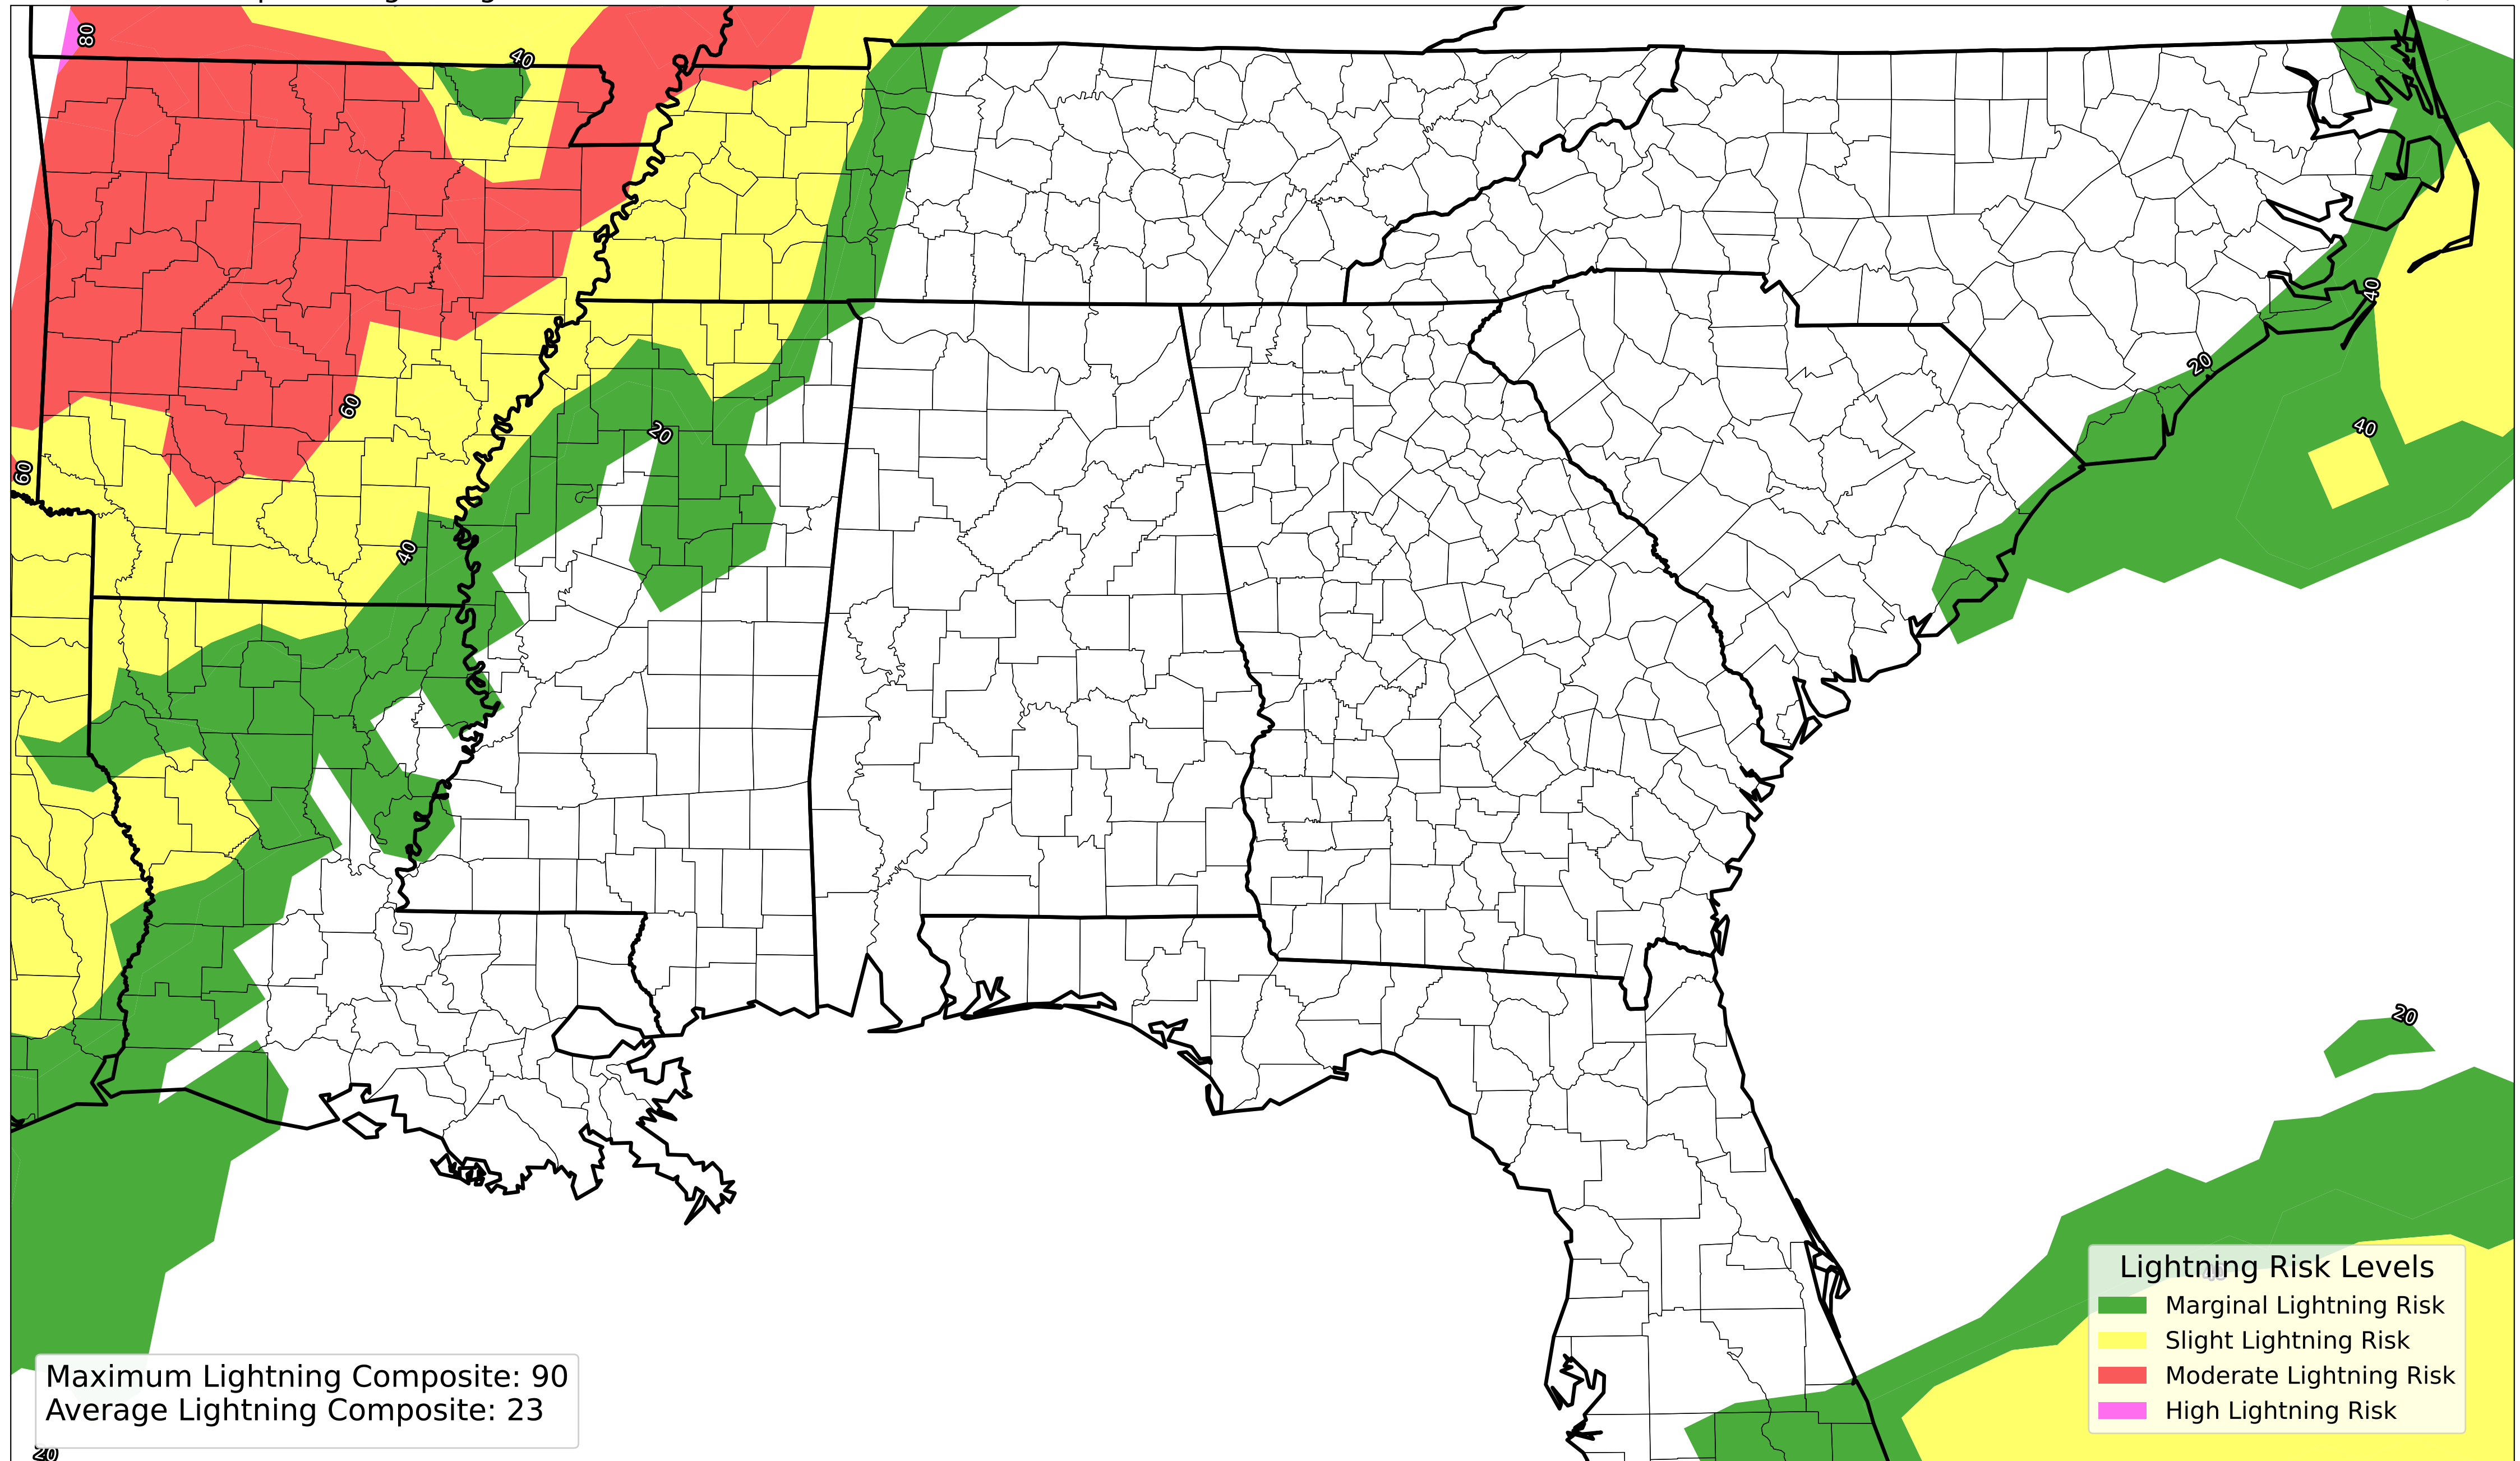 80
40
40
20
60
20
40
60
40
20
Lightning Risk Levels
Marginal Lightning Risk
Slight Lightning Risk
Moderate Lightning Risk
High Lightning Risk
Maximum Lightning Composite: 90
Average Lightning Composite: 23
20